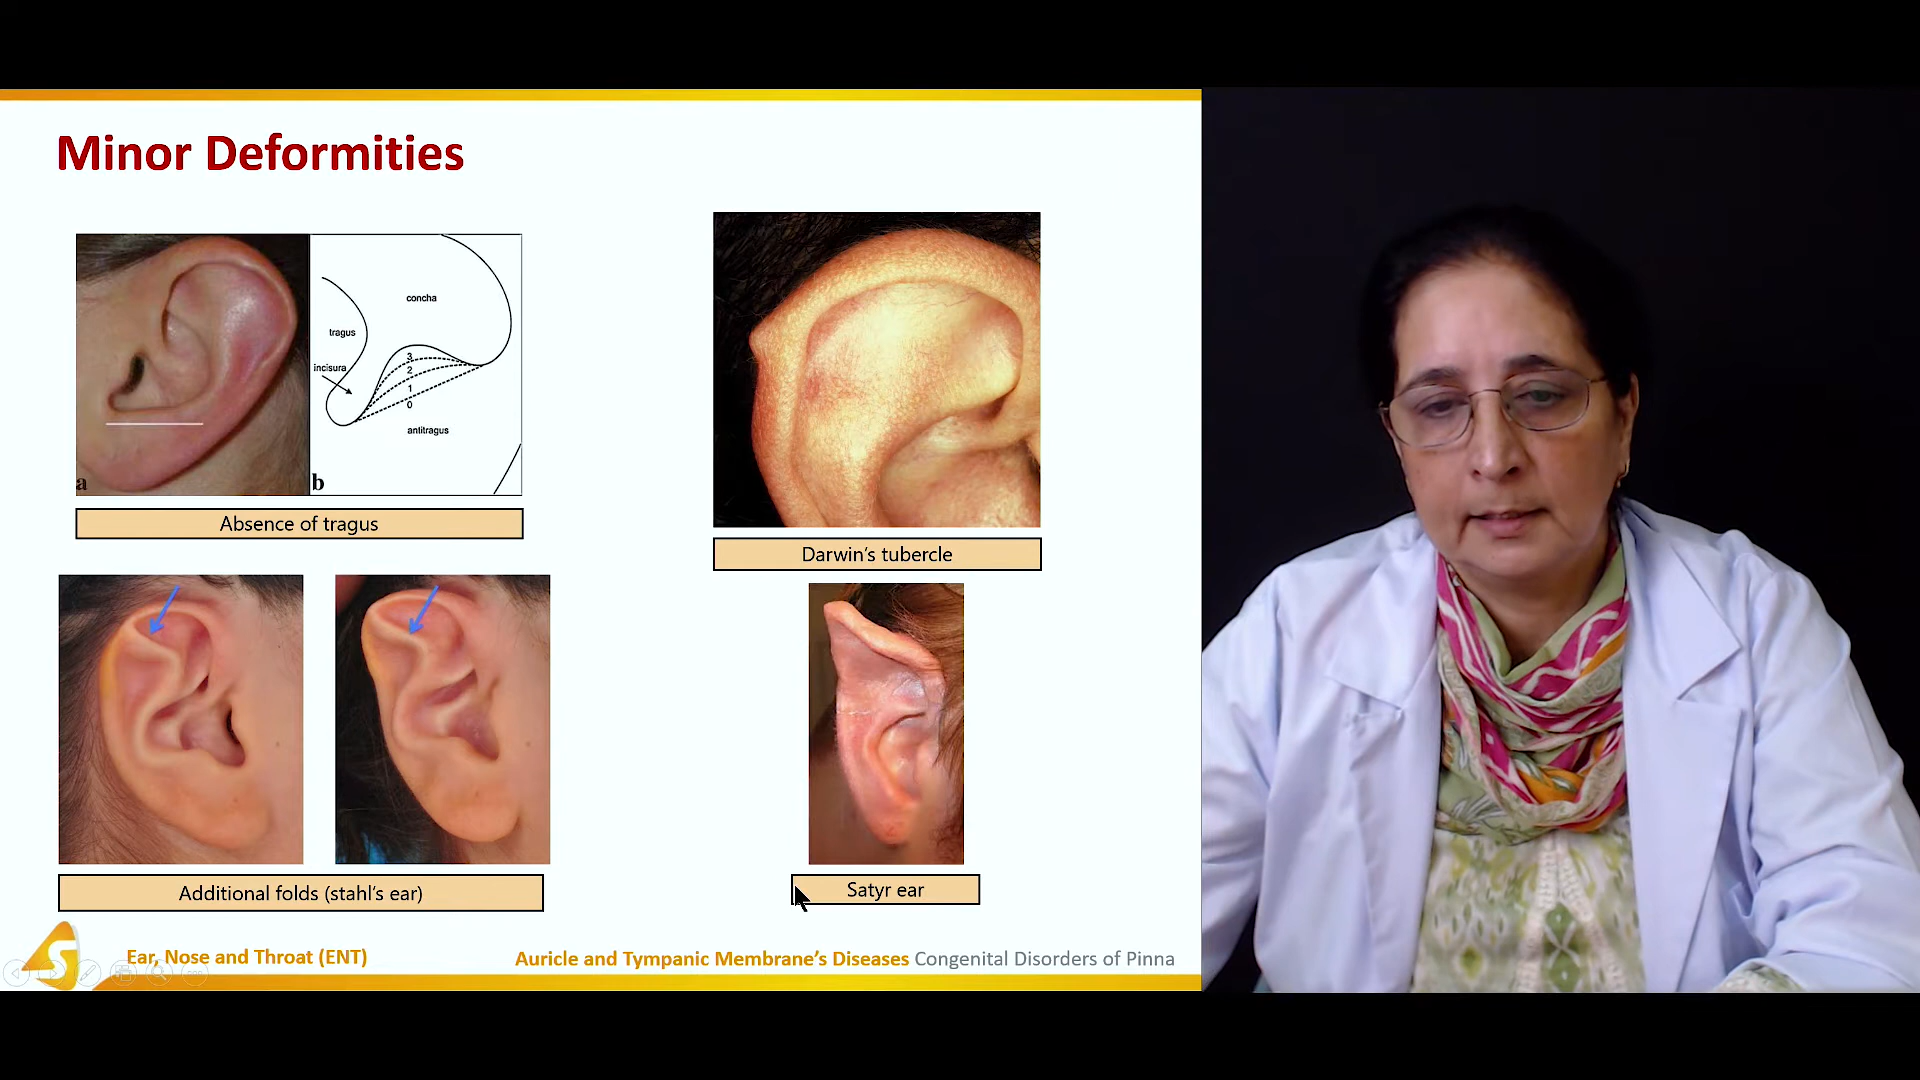 Minor Deformities
concha
tragus
incisura
3
2
1
0
antitragus
a
b
Absence of tragus
Darwin's tubercle
Additional folds (stahl's ear)
Satyr ear
S
Ear, Nose and Throat (ENT)
Auricle and Tympanic Membrane's Diseases Congenital Disorders of Pinna